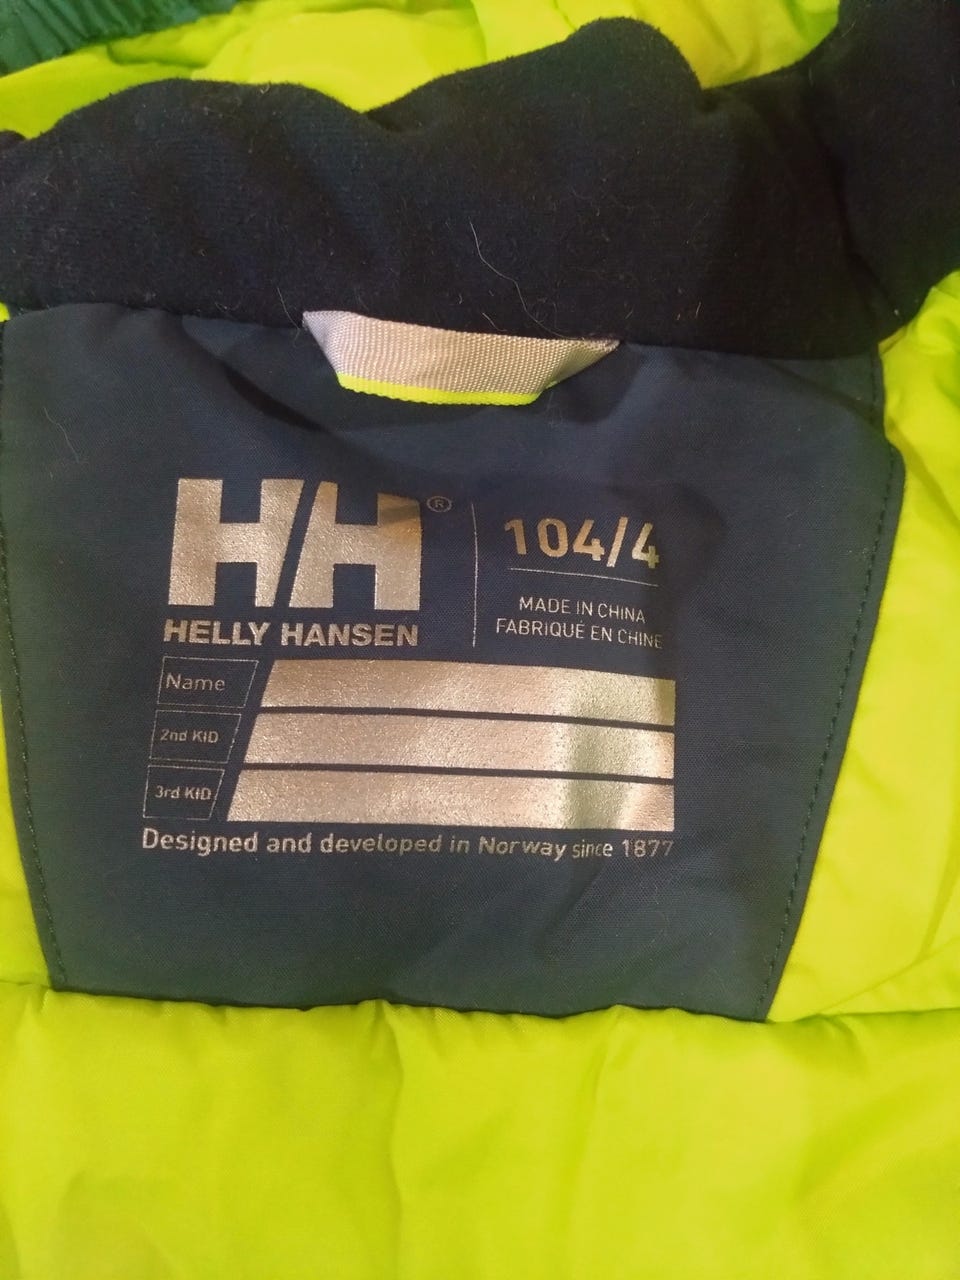 HH®
HELLY HANSEN
104/4
MADE IN CHINA
FABRIQUÉ EN CHINE
Name
2nd KID
3rd KID
Designed and developed in Norway since 1877